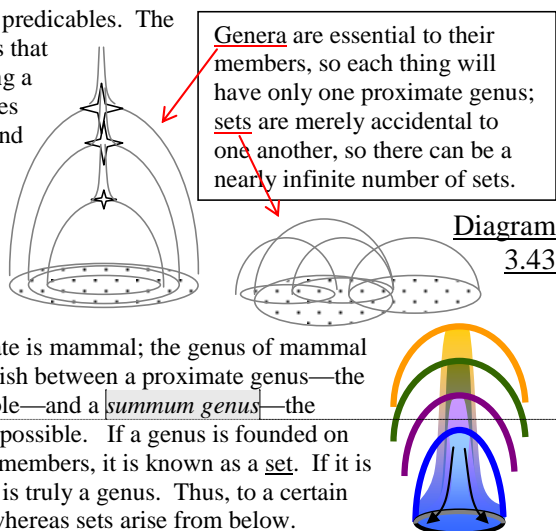 predicables. The
s that
ng a
es
nd
Genera are essential to their
members, so each thing will
have only one proximate genus;
sets are merely accidental to
one another, so there can be a
nearly infinite number of sets.
Diagram
3.43
ate is mammal; the genus of mammal
ish between a proximate genus—the
ble—and a summum genus—the
possible. If a genus is founded on
members, it is known as a set. If it is
is truly a genus. Thus, to a certain
whereas sets arise from below.